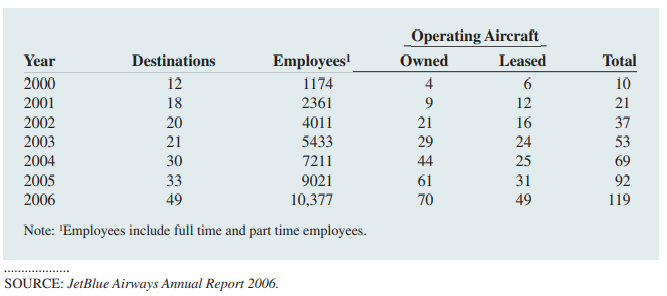 Operating Aircraft
Year Destinations Employees¹ Owned Leased Total
2000 12 1174 4 6 10
2001 18 2361 9 12 21
2002 20 4011 21 16 37
2003 21 5433 29 24 53
2004 30 7211 44 25 69
2005 33 9021 61 31 92
2006 49 10,377 70 49 119
Note: ¹Employees include full time and part time employees.
...................
SOURCE: JetBlue Airways Annual Report 2006.